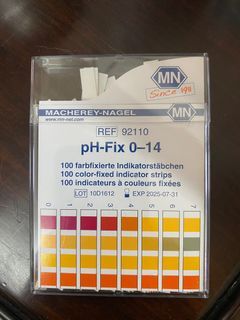 MN
Since 1911
MACHEREY-NAGEL
www.mn-net.com
REF 92110
pH-Fix 0–14
100 farbfixierte Indikatorstäbchen
100 color-fixed indicator strips
100 indicateurs à couleurs fixées
LOT 10D1612 EXP 2025-07-31
0 1 2 3 4 5 6 7